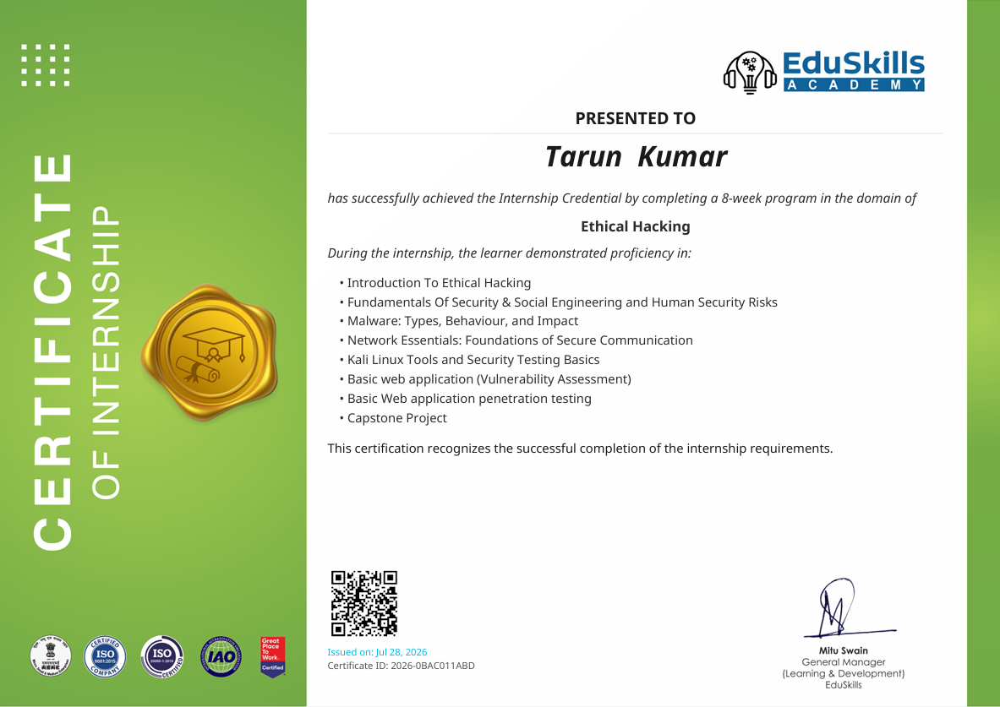 CERTIFICATE
OF INTERNSHIP
EduSkills
ACADEMY
PRESENTED TO
Tarun Kumar
has successfully achieved the Internship Credential by completing a 8-week program in the domain of
Ethical Hacking
During the internship, the learner demonstrated proficiency in:
• Introduction To Ethical Hacking
• Fundamentals Of Security & Social Engineering and Human Security Risks
• Malware: Types, Behaviour, and Impact
• Network Essentials: Foundations of Secure Communication
• Kali Linux Tools and Security Testing Basics
• Basic web application (Vulnerability Assessment)
• Basic Web application penetration testing
• Capstone Project
This certification recognizes the successful completion of the internship requirements.
Issued on: Jul 28, 2026
Certificate ID: 2026-0BAC011ABD
Mitu Swain
General Manager
(Learning & Development)
EduSkills
CERTIFIED
ISO
9001:2015
COMPANY
ISO
CERTIFIED
IAO
Great
Place
To
Work.
Certified